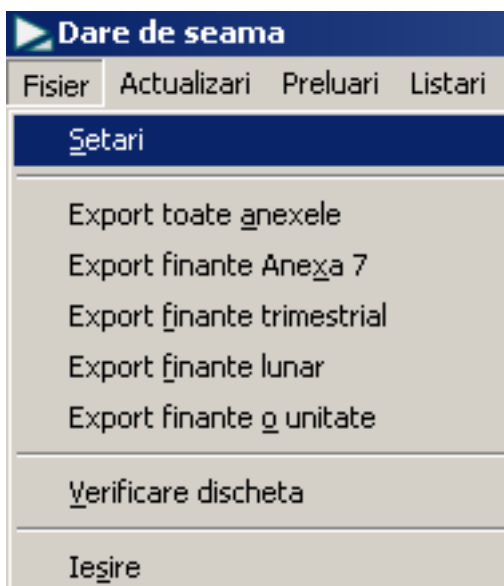 Dare de seama
Fisier Actualizari Preluari Listari
Setari
Export toate anexele
Export finante Anexa 7
Export finante trimestrial
Export finante lunar
Export finante o unitate
Verificare discheta
Iesire